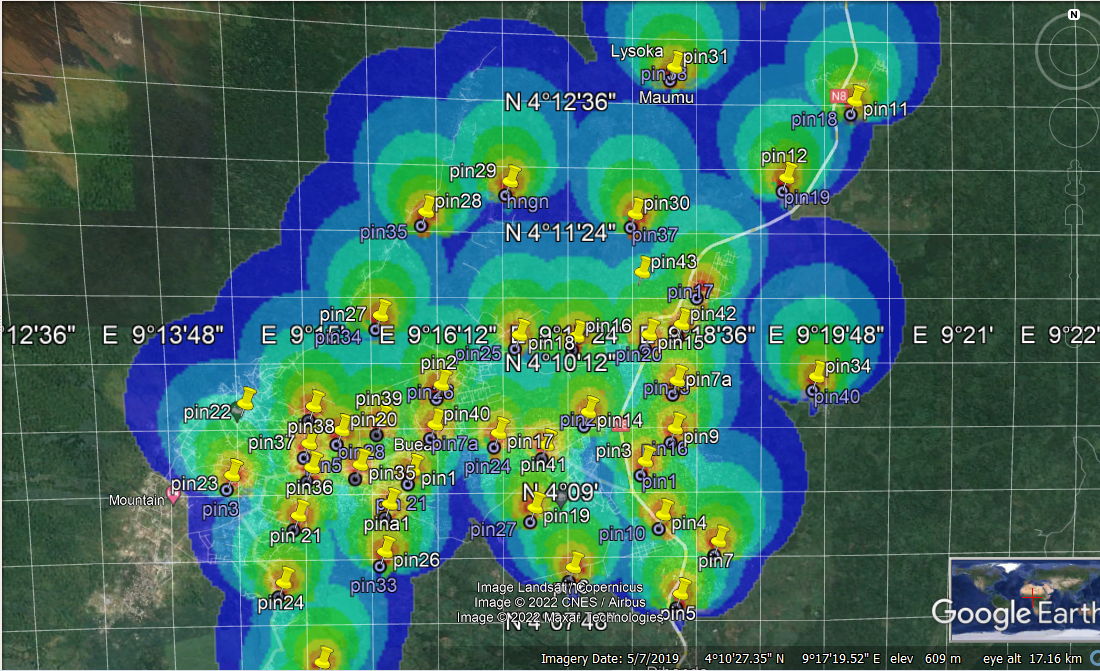 N
Lysoka
pin31
pin38
Maumu
N8
pin11
pin18
N 4°12'36"
pin12
pin19
pin29
hngn
pin28
pin35
pin30
pin37
N 4°11'24"
pin43
pin17
pin42
pin27
pin34
pin16
pin18
pin25
pin20
pin15
°12'36"
E 9°13'48"
E 9°15'
E 9°16'12"
24"
18'36"
E 9°19'48"
E 9°21'
E 9°22'
N 4°10'12"
pin2
pin26
pin7a
pin34
pin40
pin22
pin39
pin38
pin20
pin40
pin14
pin37
pin28
Buea
pin7a
pin17
pin24
pin41
pin3
pin9
pin16
pin23
pin3
pin36
pin35
pin1
pin1
N 4°09'
Mountain
pin21
pina1
21
pin27
pin19
pin10
pin4
pin7
pin26
pin33
pin24
pin5
Image Landsat / Copernicus
Image © 2022 CNES / Airbus
Image © 2022 Maxar Technologies
N 4°07'48"
Google Earth
Imagery Date: 5/7/2019 4°10'27.35" N 9°17'19.52" E elev 609 m eye alt 17.16 km